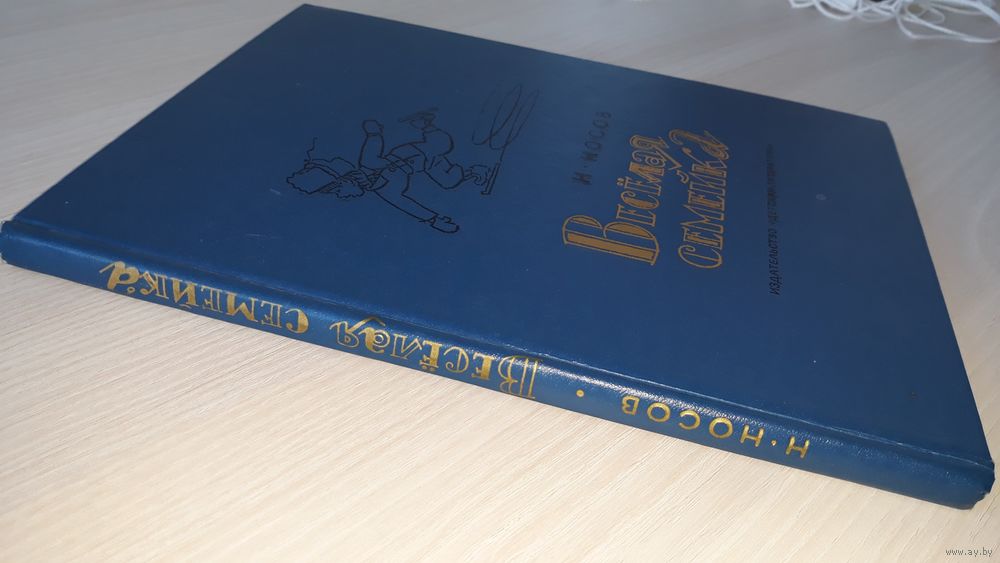 Н · НОСОВ
ВЕСЁЛАЯ
СЕМЕЙКА
ИЗДАТЕЛЬСТВО «ДЕТСКАЯ ЛИТЕРАТУРА»
Н · НОСОВ · ВЕСЁЛАЯ СЕМЕЙКА
www.ay.by